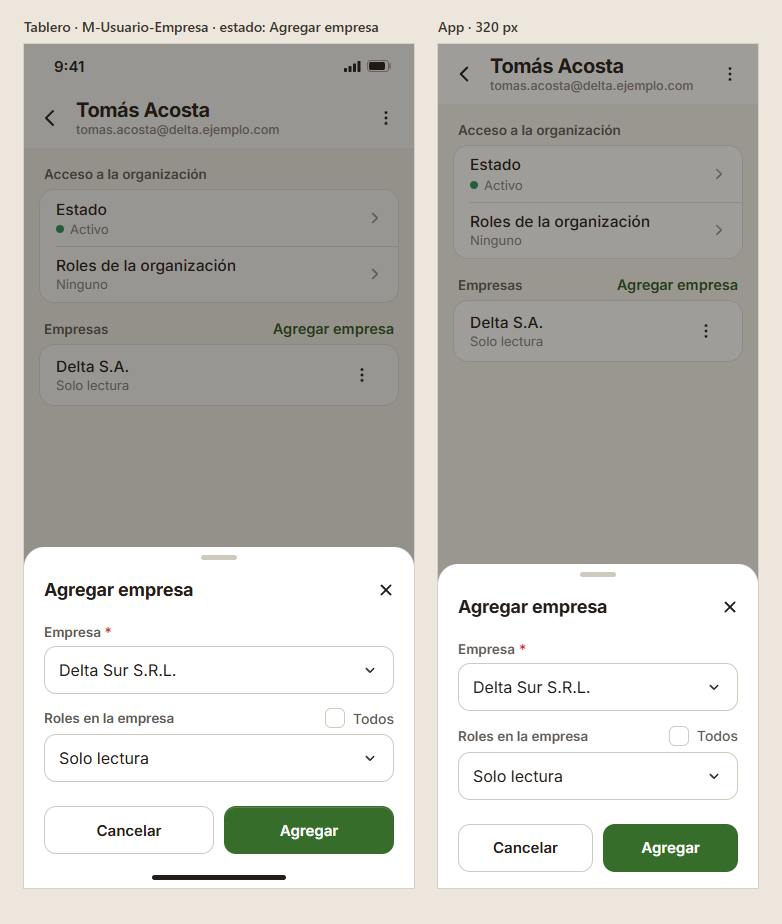 Tablero · M-Usuario-Empresa · estado: Agregar empresa
9:41
Tomás Acosta
tomas.acosta@delta.ejemplo.com
Acceso a la organización
Estado
Activo
Roles de la organización
Ninguno
Empresas Agregar empresa
Delta S.A.
Solo lectura
Agregar empresa
Empresa *
Delta Sur S.R.L.
Roles en la empresa Todos
Solo lectura
Cancelar Agregar
App · 320 px
Tomás Acosta
tomas.acosta@delta.ejemplo.com
Acceso a la organización
Estado
Activo
Roles de la organización
Ninguno
Empresas Agregar empresa
Delta S.A.
Solo lectura
Agregar empresa
Empresa *
Delta Sur S.R.L.
Roles en la empresa Todos
Solo lectura
Cancelar Agregar